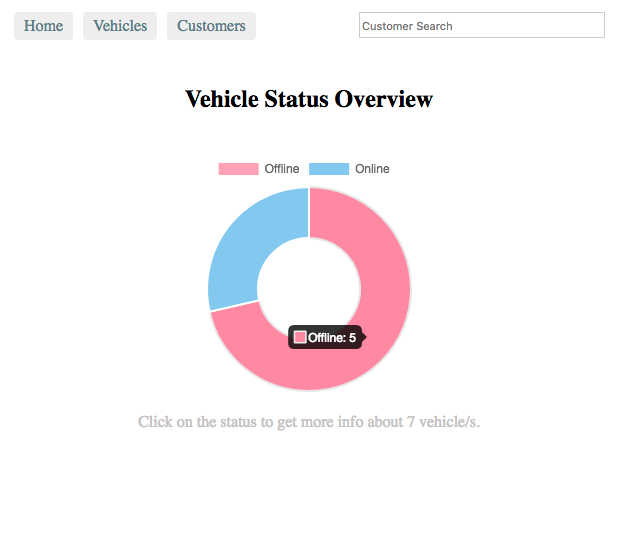 Home Vehicles Customers Customer Search
Vehicle Status Overview
Offline Online
Offline: 5
Click on the status to get more info about 7 vehicle/s.